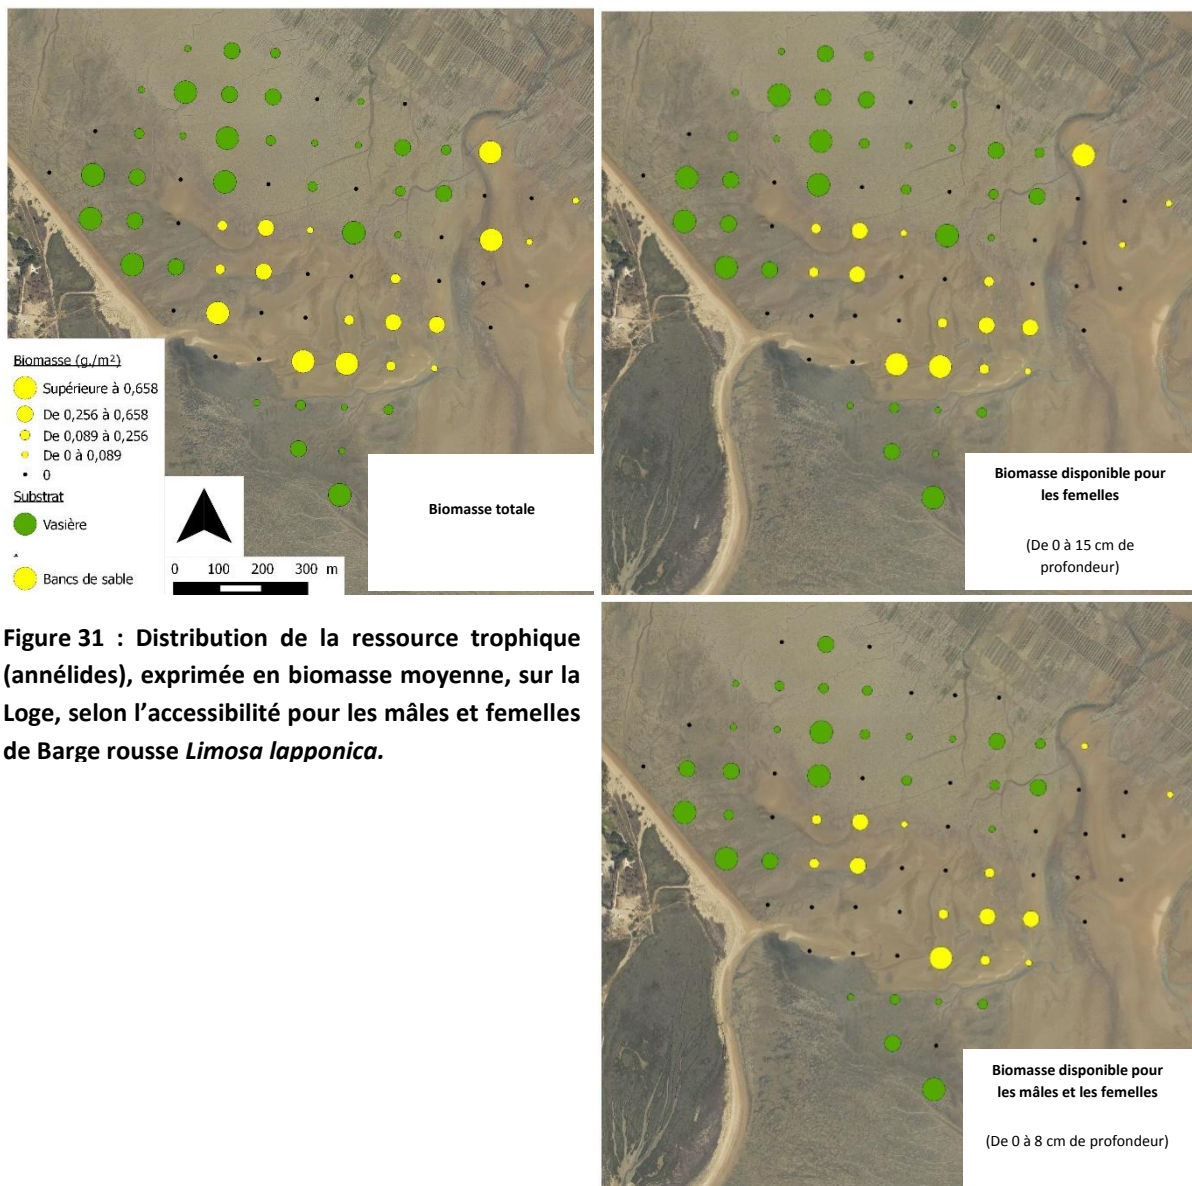 Biomasse (g./m²)
Supérieure à 0,658
De 0,256 à 0,658
De 0,089 à 0,256
De 0 à 0,089
0
Substrat
Vasière
Bancs de sable
0 100 200 300 m
Biomasse totale
Biomasse disponible pour
les femelles
(De 0 à 15 cm de
profondeur)
Figure 31 : Distribution de la ressource trophique
(annélides), exprimée en biomasse moyenne, sur la
Loge, selon l'accessibilité pour les mâles et femelles
de Barge rousse Limosa lapponica.
Biomasse disponible pour
les mâles et les femelles
(De 0 à 8 cm de profondeur)